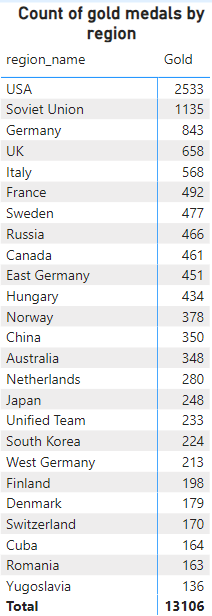 Count of gold medals by
region
region_name Gold
USA 2533
Soviet Union 1135
Germany 843
UK 658
Italy 568
France 492
Sweden 477
Russia 466
Canada 461
East Germany 451
Hungary 434
Norway 378
China 350
Australia 348
Netherlands 280
Japan 248
Unified Team 233
South Korea 224
West Germany 213
Finland 198
Denmark 179
Switzerland 170
Cuba 164
Romania 163
Yugoslavia 136
Total 13106